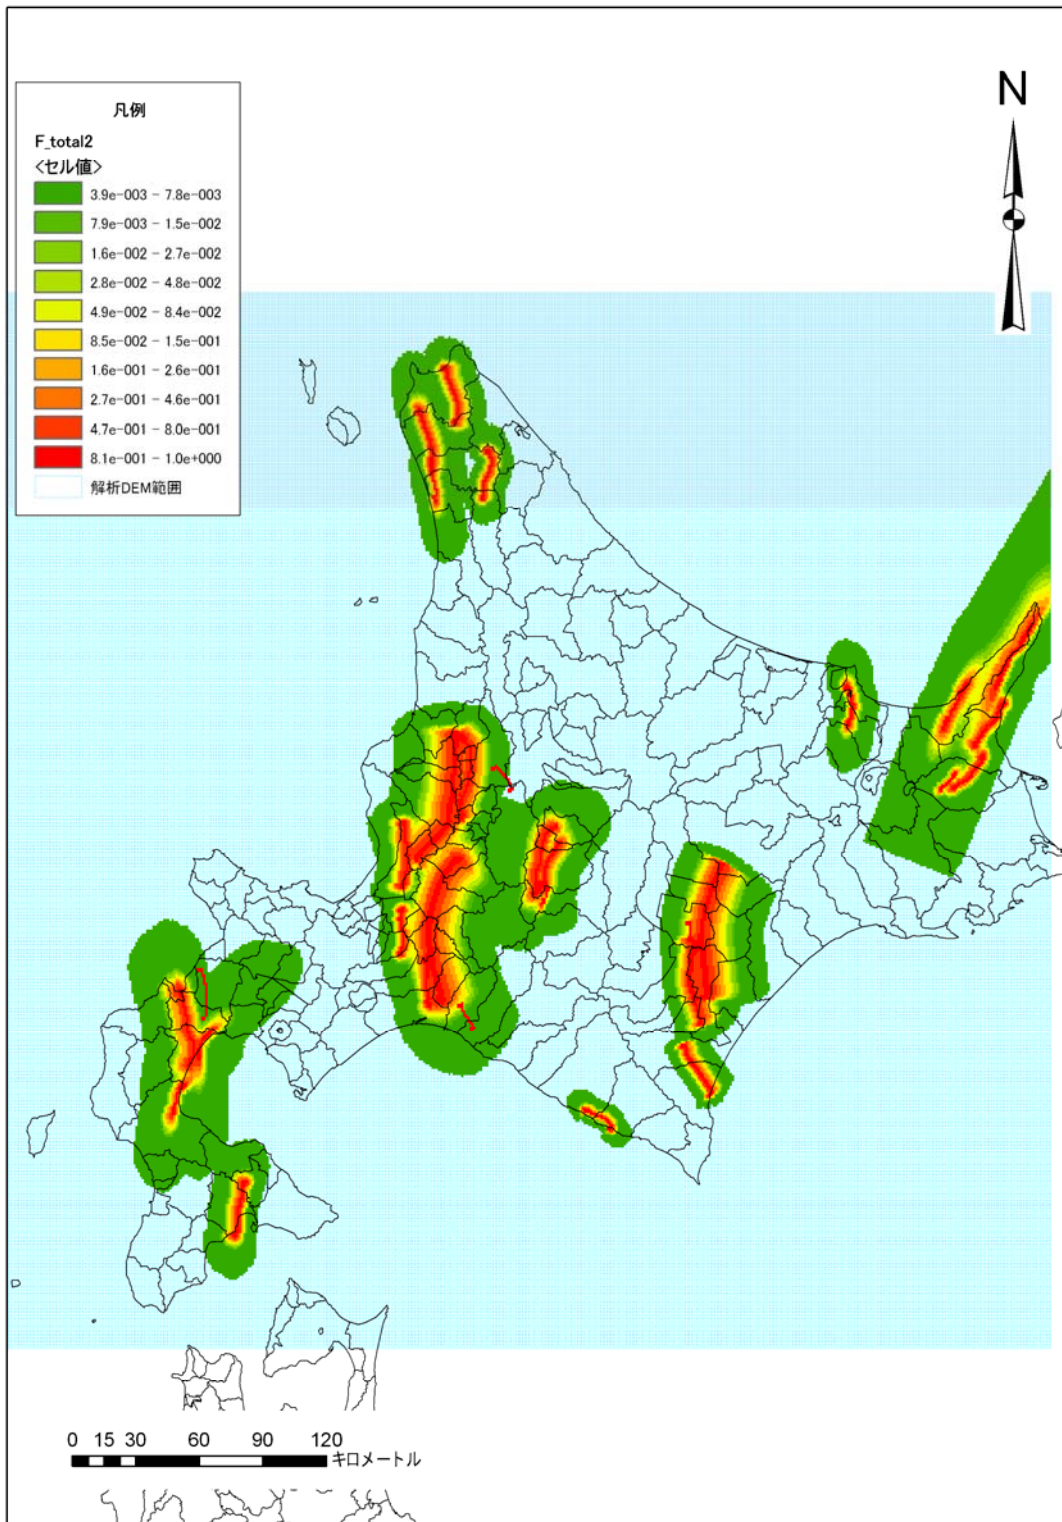 凡例
F_total2
<セル値>
3.9e-003 - 7.8e-003
7.9e-003 - 1.5e-002
1.6e-002 - 2.7e-002
2.8e-002 - 4.8e-002
4.9e-002 - 8.4e-002
8.5e-002 - 1.5e-001
1.6e-001 - 2.6e-001
2.7e-001 - 4.6e-001
4.7e-001 - 8.0e-001
8.1e-001 - 1.0e+000
解析DEM範囲
N
0 15 30 60 90 120
キロメートル